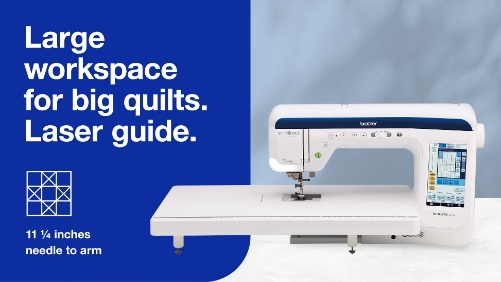 Large
workspace
for big quilts.
Laser guide.
11 ¼ inches
needle to arm
brother